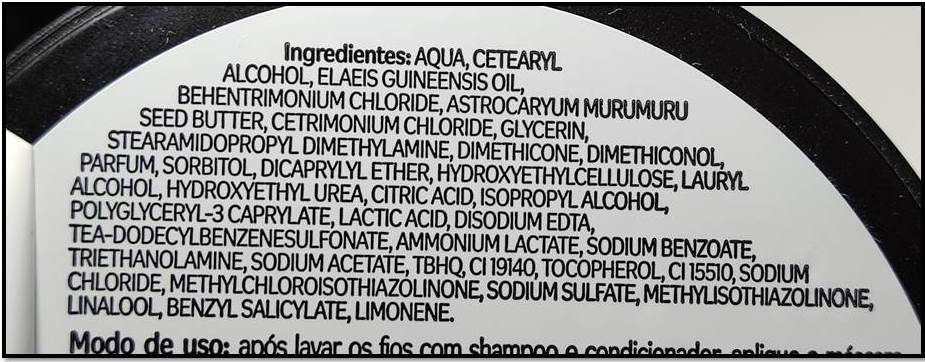 Ingredientes: AQUA, CETEARYL
ALCOHOL, ELAEIS GUINEENSIS OIL,
BEHENTRIMONIUM CHLORIDE, ASTROCARYUM MURUMURU
SEED BUTTER, CETRIMONIUM CHLORIDE, GLYCERIN,
STEARAMIDOPROPYL DIMETHYLAMINE, DIMETHICONE, DIMETHICONOL,
PARFUM, SORBITOL, DICAPRYLYL ETHER, HYDROXYETHYLCELLULOSE, LAURYL
ALCOHOL, HYDROXYETHYL UREA, CITRIC ACID, ISOPROPYL ALCOHOL,
POLYGLYCERYL-3 CAPRYLATE, LACTIC ACID, DISODIUM EDTA,
TEA-DODECYLBENZENESULFONATE, AMMONIUM LACTATE, SODIUM BENZOATE,
TRIETHANOLAMINE, SODIUM ACETATE, TBHQ, CI 19140, TOCOPHEROL, CI 15510, SODIUM
CHLORIDE, METHYLCHLOROISOTHIAZOLINONE, SODIUM SULFATE, METHYLISOTHIAZOLINONE,
LINALOOL, BENZYL SALICYLATE, LIMONENE.
Modo de uso: após lavar os fios com shampoo e condicionador, aplique a